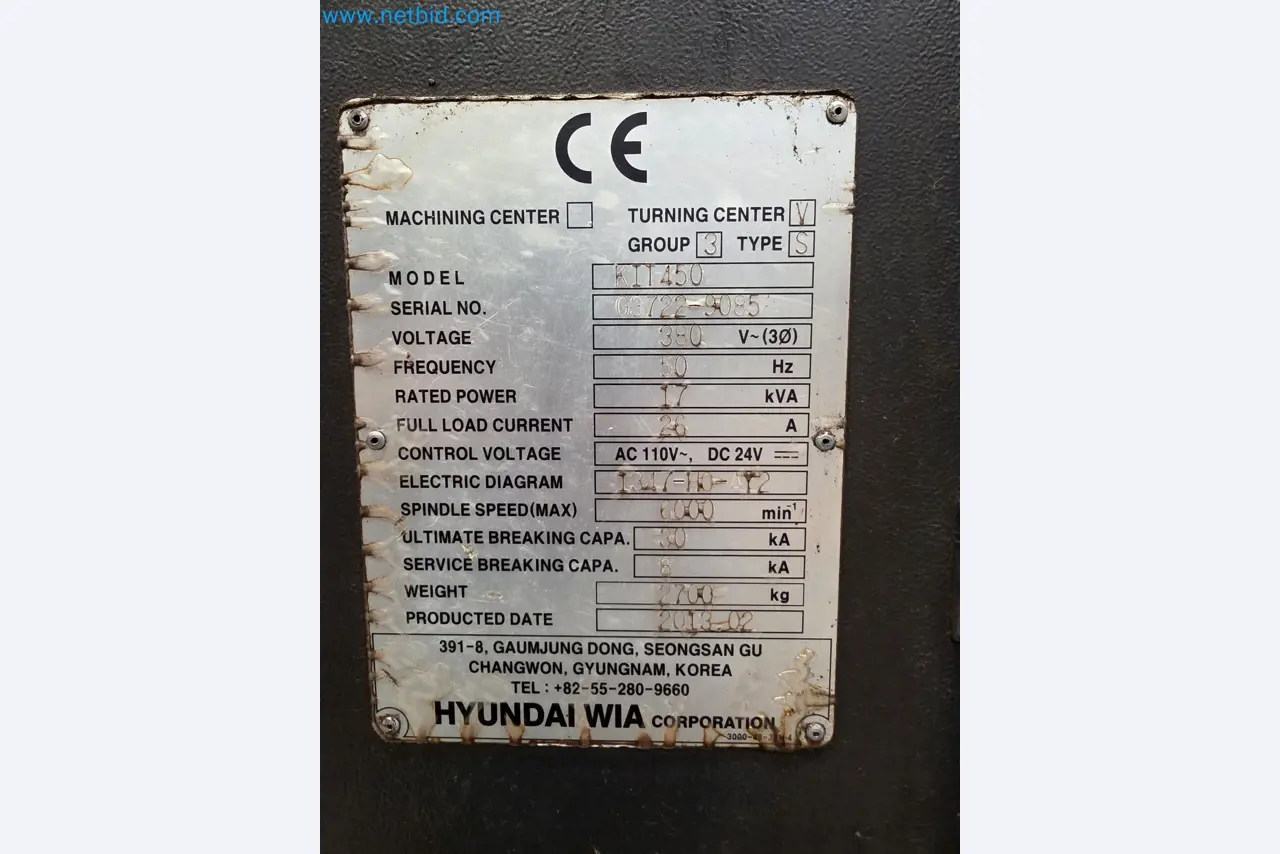 www.netbid.com
CE
MACHINING CENTER TURNING CENTER V
GROUP 3 TYPE S
MODEL KIT450
SERIAL NO.
VOLTAGE 380 V~(3Ø)
FREQUENCY 50 Hz
RATED POWER 17 kVA
FULL LOAD CURRENT 26 A
CONTROL VOLTAGE AC 110V~, DC 24V
ELECTRIC DIAGRAM
SPINDLE SPEED(MAX) 6000 min⁻¹
ULTIMATE BREAKING CAPA. 30 kA
SERVICE BREAKING CAPA. 8 kA
WEIGHT 2700 kg
PRODUCTED DATE 2013-02
391-8, GAUMJUNG DONG, SEONGSAN GU
CHANGWON, GYUNGNAM, KOREA
TEL : +82-55-280-9660
HYUNDAI WIA CORPORATION